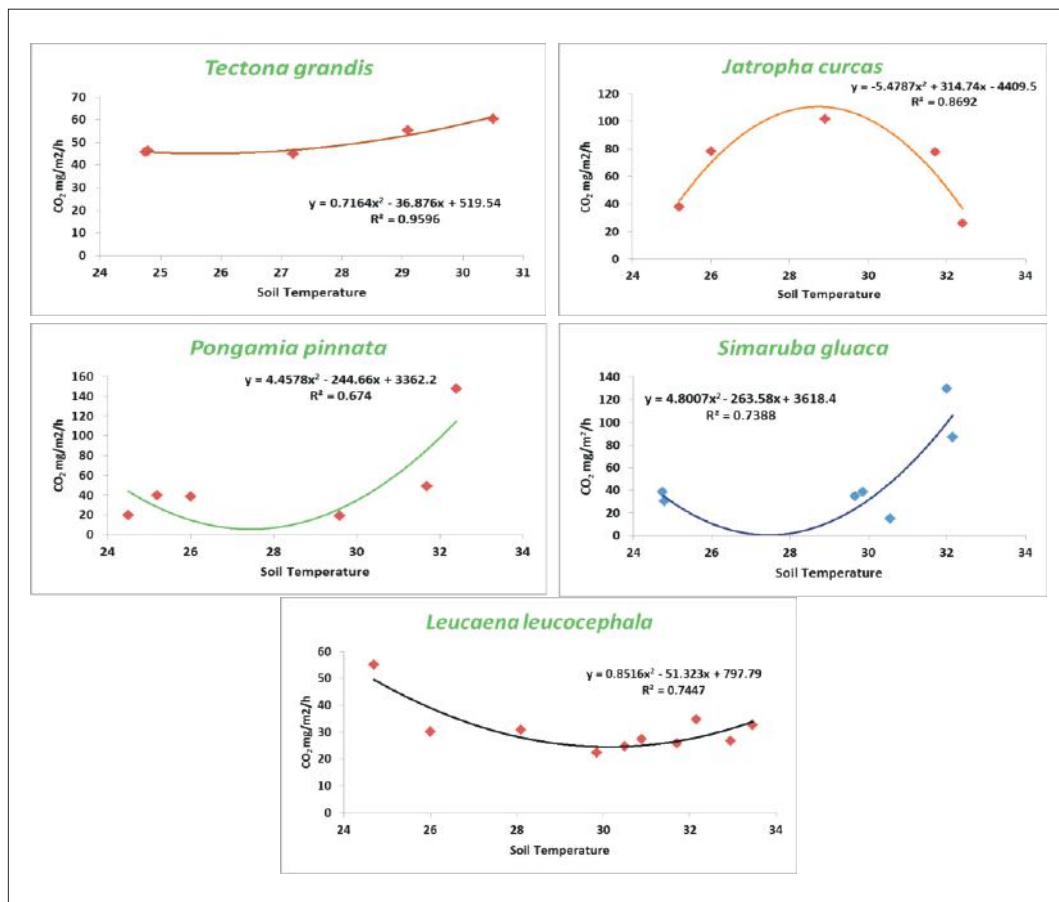 Tectona grandis
70
60
50
40
30
20
10
0
CO₂ mg/m2/h
y = 0.7164x² - 36.876x + 519.54
R² = 0.9596
24 25 26 27 28 29 30 31
Soil Temperature
Jatropha curcas
y = -5.4787x² + 314.74x - 4409.5
R² = 0.8692
120
100
80
60
40
20
0
CO₂ mg/m2/h
24 26 28 30 32 34
Soil Temperature
Pongamia pinnata
y = 4.4578x² - 244.66x + 3362.2
R² = 0.674
160
140
120
100
80
60
40
20
0
CO₂ mg/m2/h
24 26 28 30 32 34
Soil Temperature
Simaruba gluaca
y = 4.8007x² - 263.58x + 3618.4
R² = 0.7388
140
120
100
80
60
40
20
0
CO₂ mg/m²/h
24 26 28 30 32 34
Soil Temperature
Leucaena leucocephala
y = 0.8516x² - 51.323x + 797.79
R² = 0.7447
60
50
40
30
20
10
0
CO₂ mg/m2/h
24 26 28 30 32 34
Soil Temperature